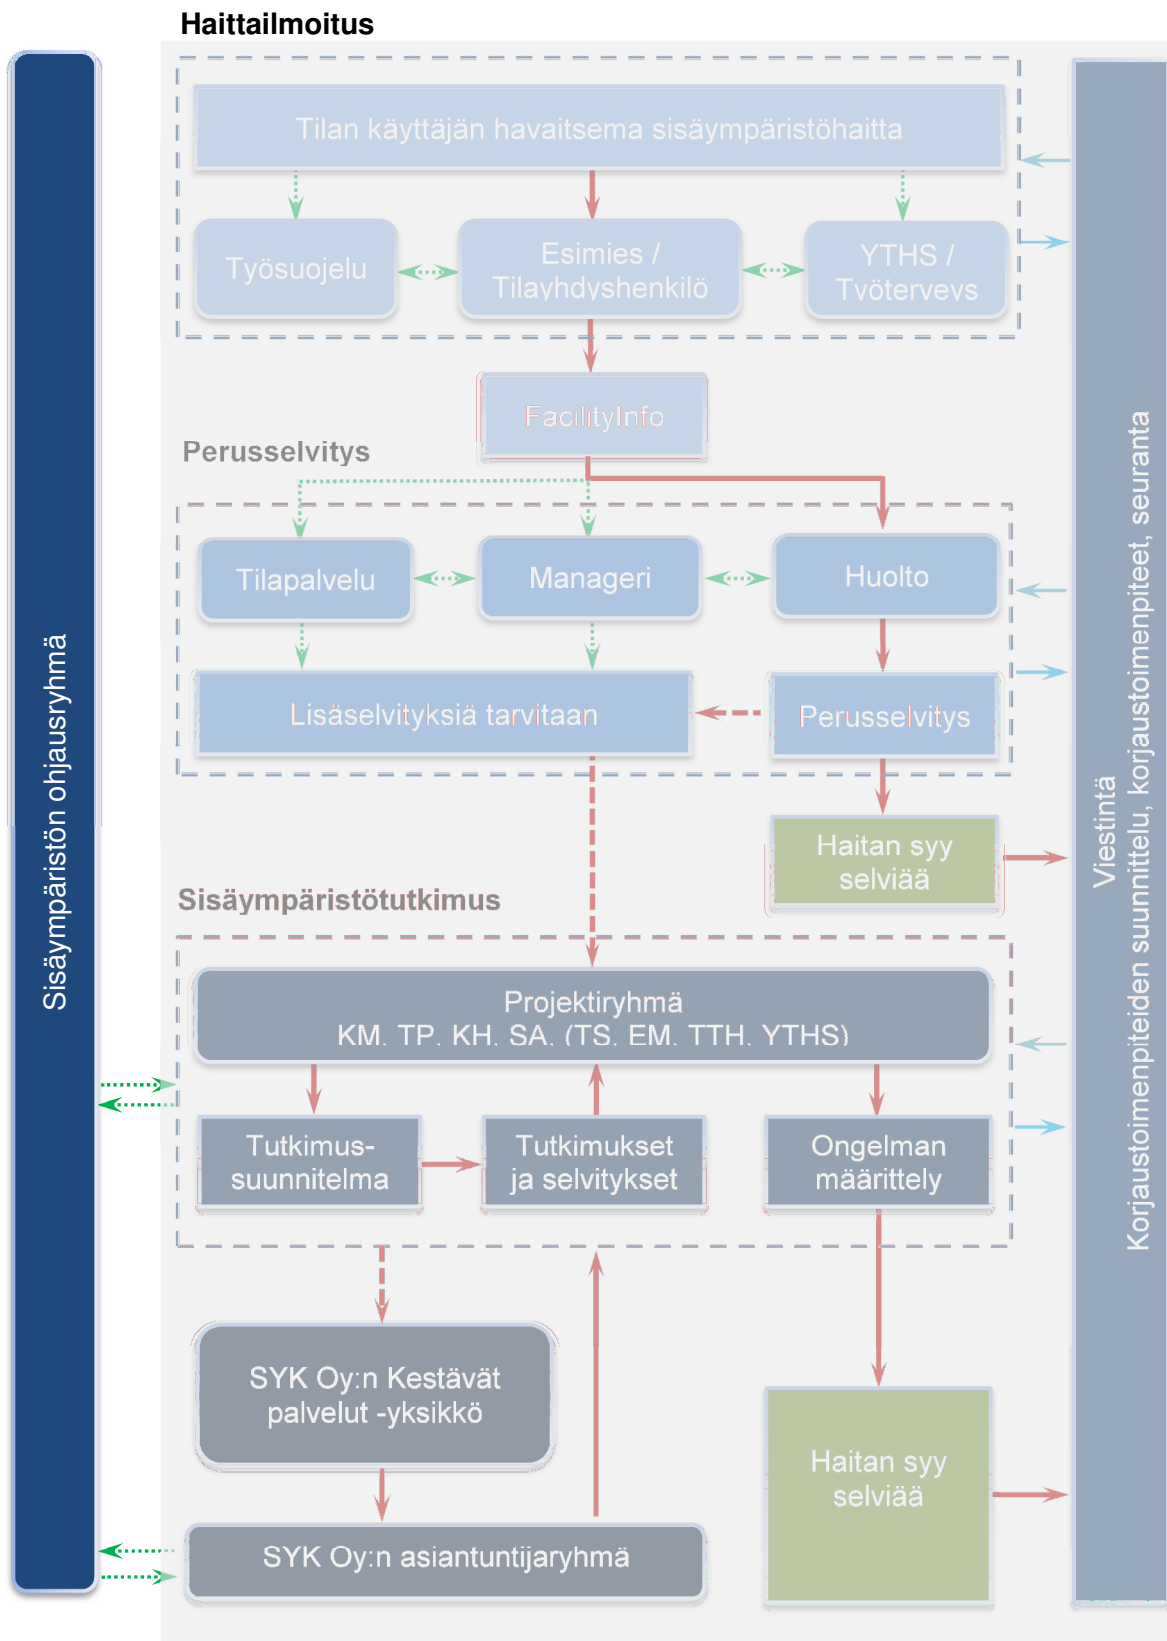 Haittailmoitus
Tilan käyttäjän havaitsema sisäympäristöhaitta
Työsuojelu
Esimies /
Tilayhdyshenkilö
YTHS /
Työterveys
FacilityInfo
Perusselvitys
Tilapalvelu
Manageri
Huolto
Lisäselvityksiä tarvitaan
Perusselvitys
Haitan syy
selviää
Sisäympäristötutkimus
Projektiryhmä
KM, TP, KH, SA, (TS, EM, TTH, YTHS)
Tutkimus-
suunnitelma
Tutkimukset
ja selvitykset
Ongelman
määrittely
SYK Oy:n Kestävät
palvelut -yksikkö
Haitan syy
selviää
SYK Oy:n asiantuntijaryhmä
Sisäympäristön ohjausryhmä
Viestintä
Korjaustoimenpiteiden sunnittelu, korjaustoimenpiteet, seuranta